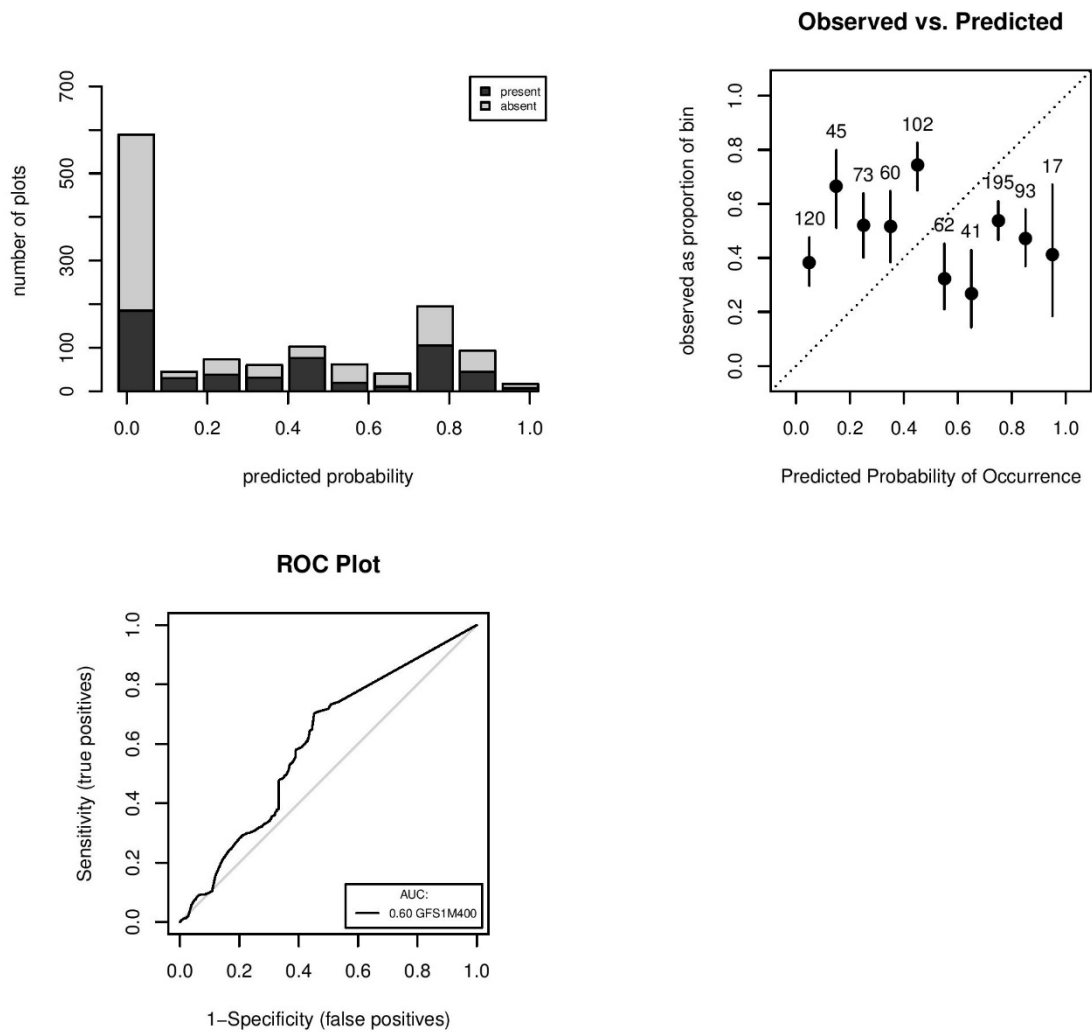 number of plots
700
500
300
100
0
present
absent
0.0 0.2 0.4 0.6 0.8 1.0
predicted probability
Observed vs. Predicted
observed as proportion of bin
1.0
0.8
0.6
0.4
0.2
0.0
120
45
73
60
102
62
41
195
93
17
0.0 0.2 0.4 0.6 0.8 1.0
Predicted Probability of Occurrence
ROC Plot
Sensitivity (true positives)
1.0
0.8
0.6
0.4
0.2
0.0
AUC:
0.60 GFS1M400
0.0 0.2 0.4 0.6 0.8 1.0
1−Specificity (false positives)